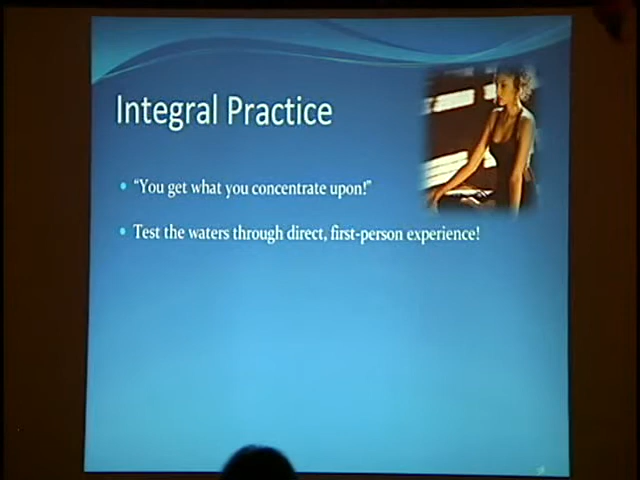 Integral Practice
• "You get what you concentrate upon!"
• Test the waters through direct, first-person experience!